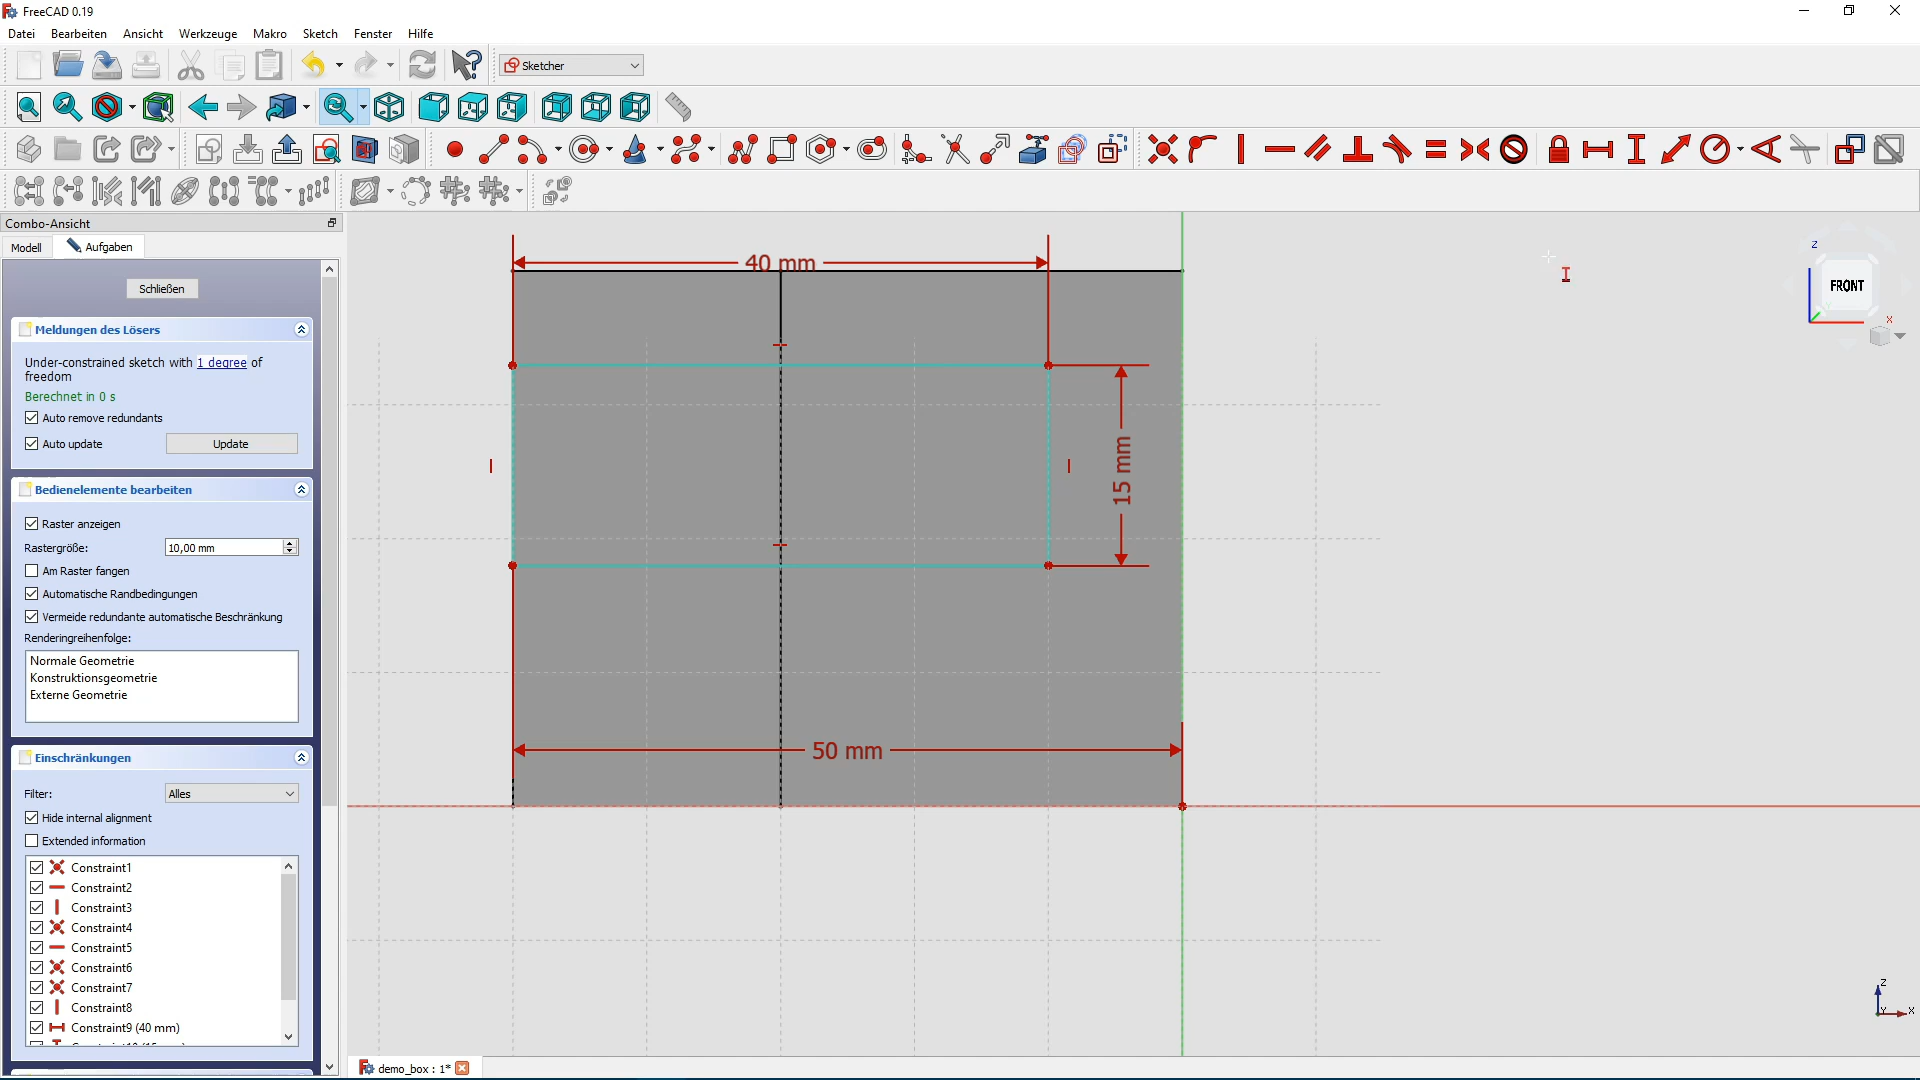 FreeCAD 0.19
Datei Bearbeiten Ansicht Werkzeuge Makro Sketch Fenster Hilfe
Sketcher
Combo-Ansicht
Modell Aufgaben
Schließen
Meldungen des Lösers
Under-constrained sketch with 1 degree of
freedom
Berechnet in 0 s
Auto remove redundants
Auto update Update
Bedienelemente bearbeiten
Raster anzeigen
Rastergröße: 10,00 mm
Am Raster fangen
Automatische Randbedingungen
Vermeide redundante automatische Beschränkung
Renderingreihenfolge:
Normale Geometrie
Konstruktionsgeometrie
Externe Geometrie
Einschränkungen
Filter: Alles
Hide internal alignment
Extended information
Constraint1
Constraint2
Constraint3
Constraint4
Constraint5
Constraint6
Constraint7
Constraint8
Constraint9 (40 mm)
40 mm
15 mm
50 mm
Z
FRONT
X
Z
Y
X
demo_box : 1*